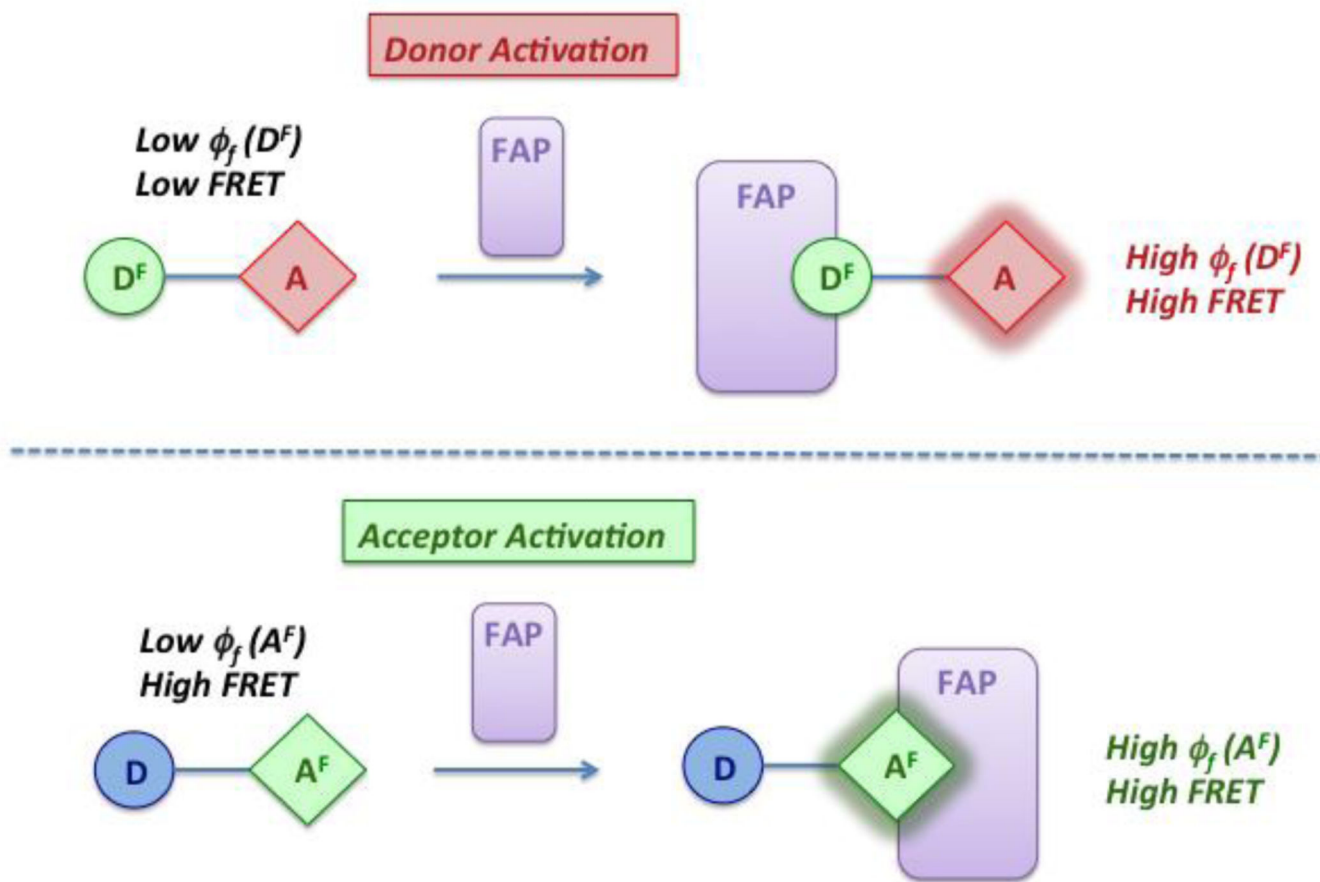 Donor Activation
Low ϕf (DF)
Low FRET
FAP
FAP
DF
A
DF
A
High ϕf (DF)
High FRET
Acceptor Activation
Low ϕf (AF)
High FRET
FAP
FAP
D
AF
D
AF
High ϕf (AF)
High FRET